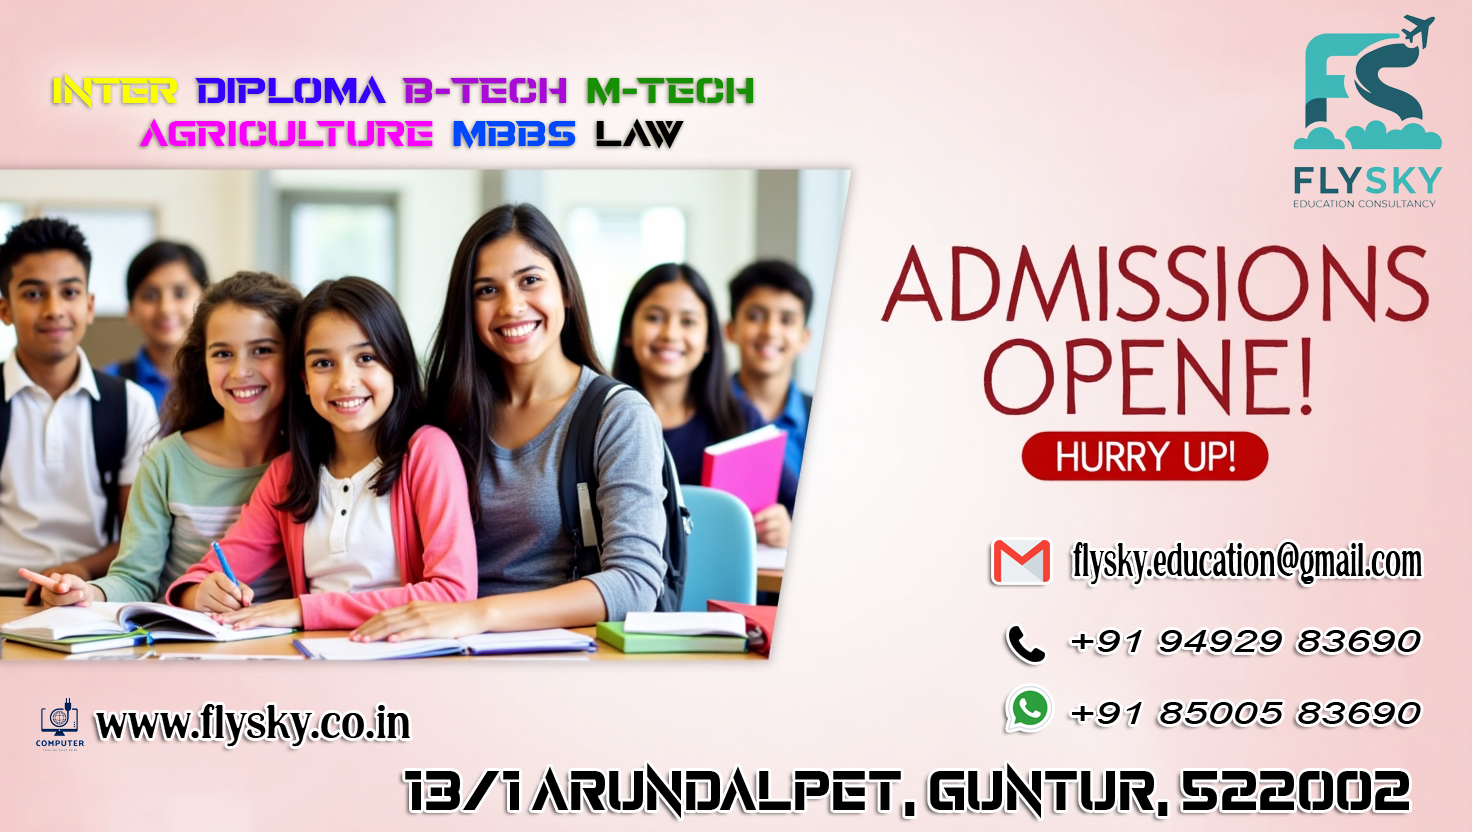 INTER DIPLOMA B-TECH M-TECH
AGRICULTURE MBBS LAW
FS
FLYSKY
EDUCATION CONSULTANCY
ADMISSIONS
OPENE!
HURRY UP!
flysky.education@gmail.com
+91 94929 83690
+91 85005 83690
COMPUTER
www.flysky.co.in
13/1 ARUNDALPET, GUNTUR, 522002